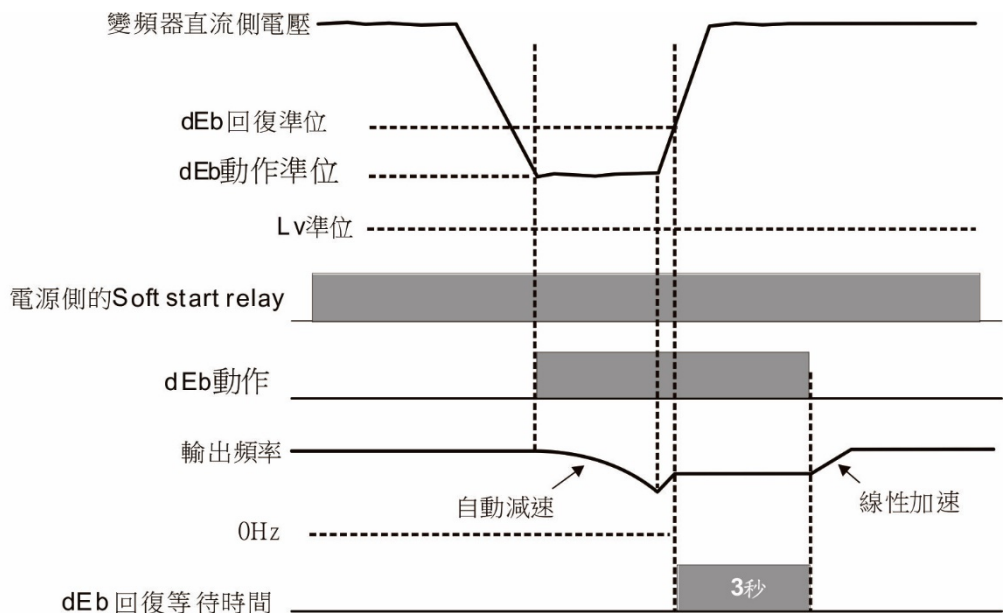 變頻器直流側電壓
dEb回復準位
dEb動作準位
Lv準位
電源側的Soft start relay
dEb動作
輸出頻率
自動減速
線性加速
0Hz
3秒
dEb回復等待時間